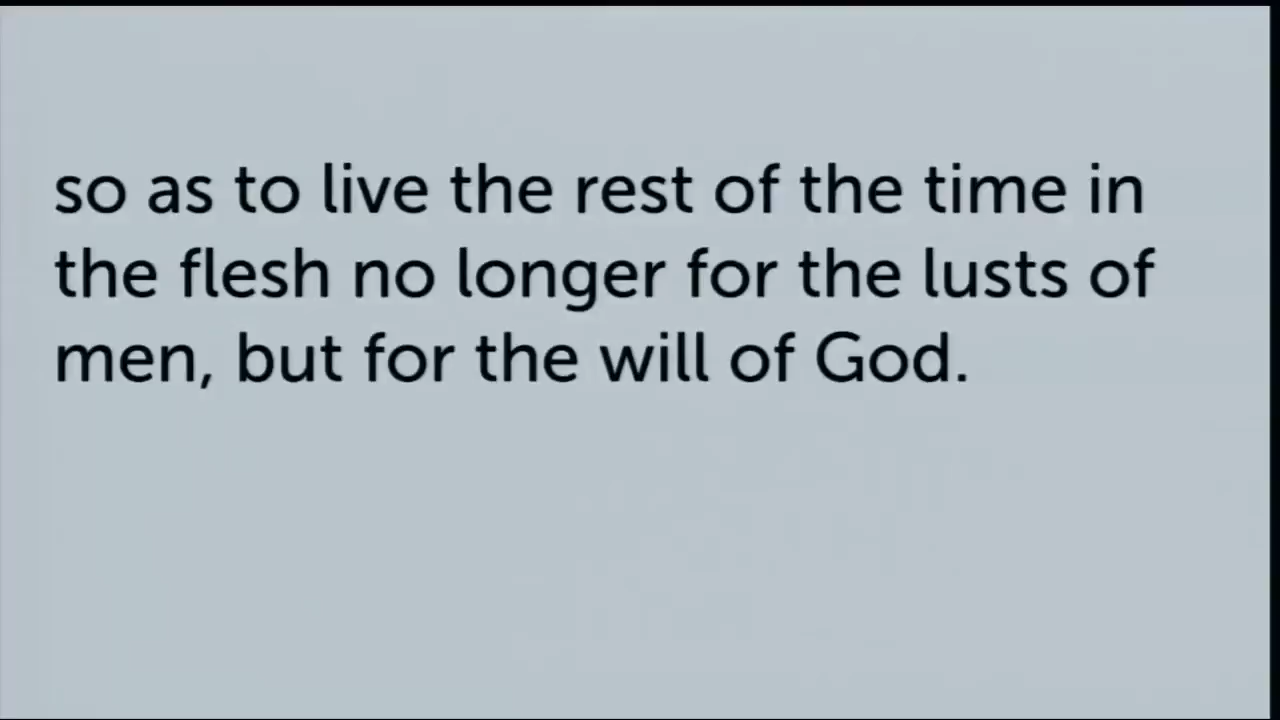 so as to live the rest of the time in
the flesh no longer for the lusts of
men, but for the will of God.